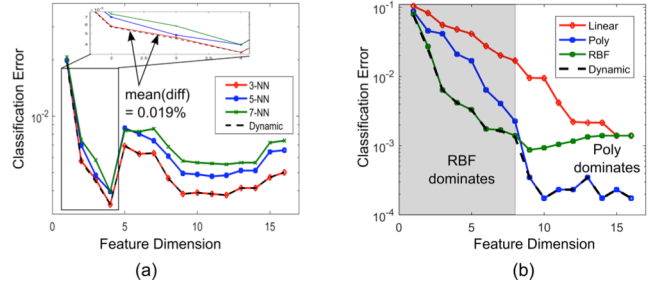 Classification Error
10-2
mean(diff)
= 0.019%
3-NN
5-NN
7-NN
Dynamic
0 5 10 15
Feature Dimension
(a)
Classification Error
10-1
10-2
10-3
10-4
Linear
Poly
RBF
Dynamic
RBF
dominates
Poly
dominates
0 5 10 15
Feature Dimension
(b)